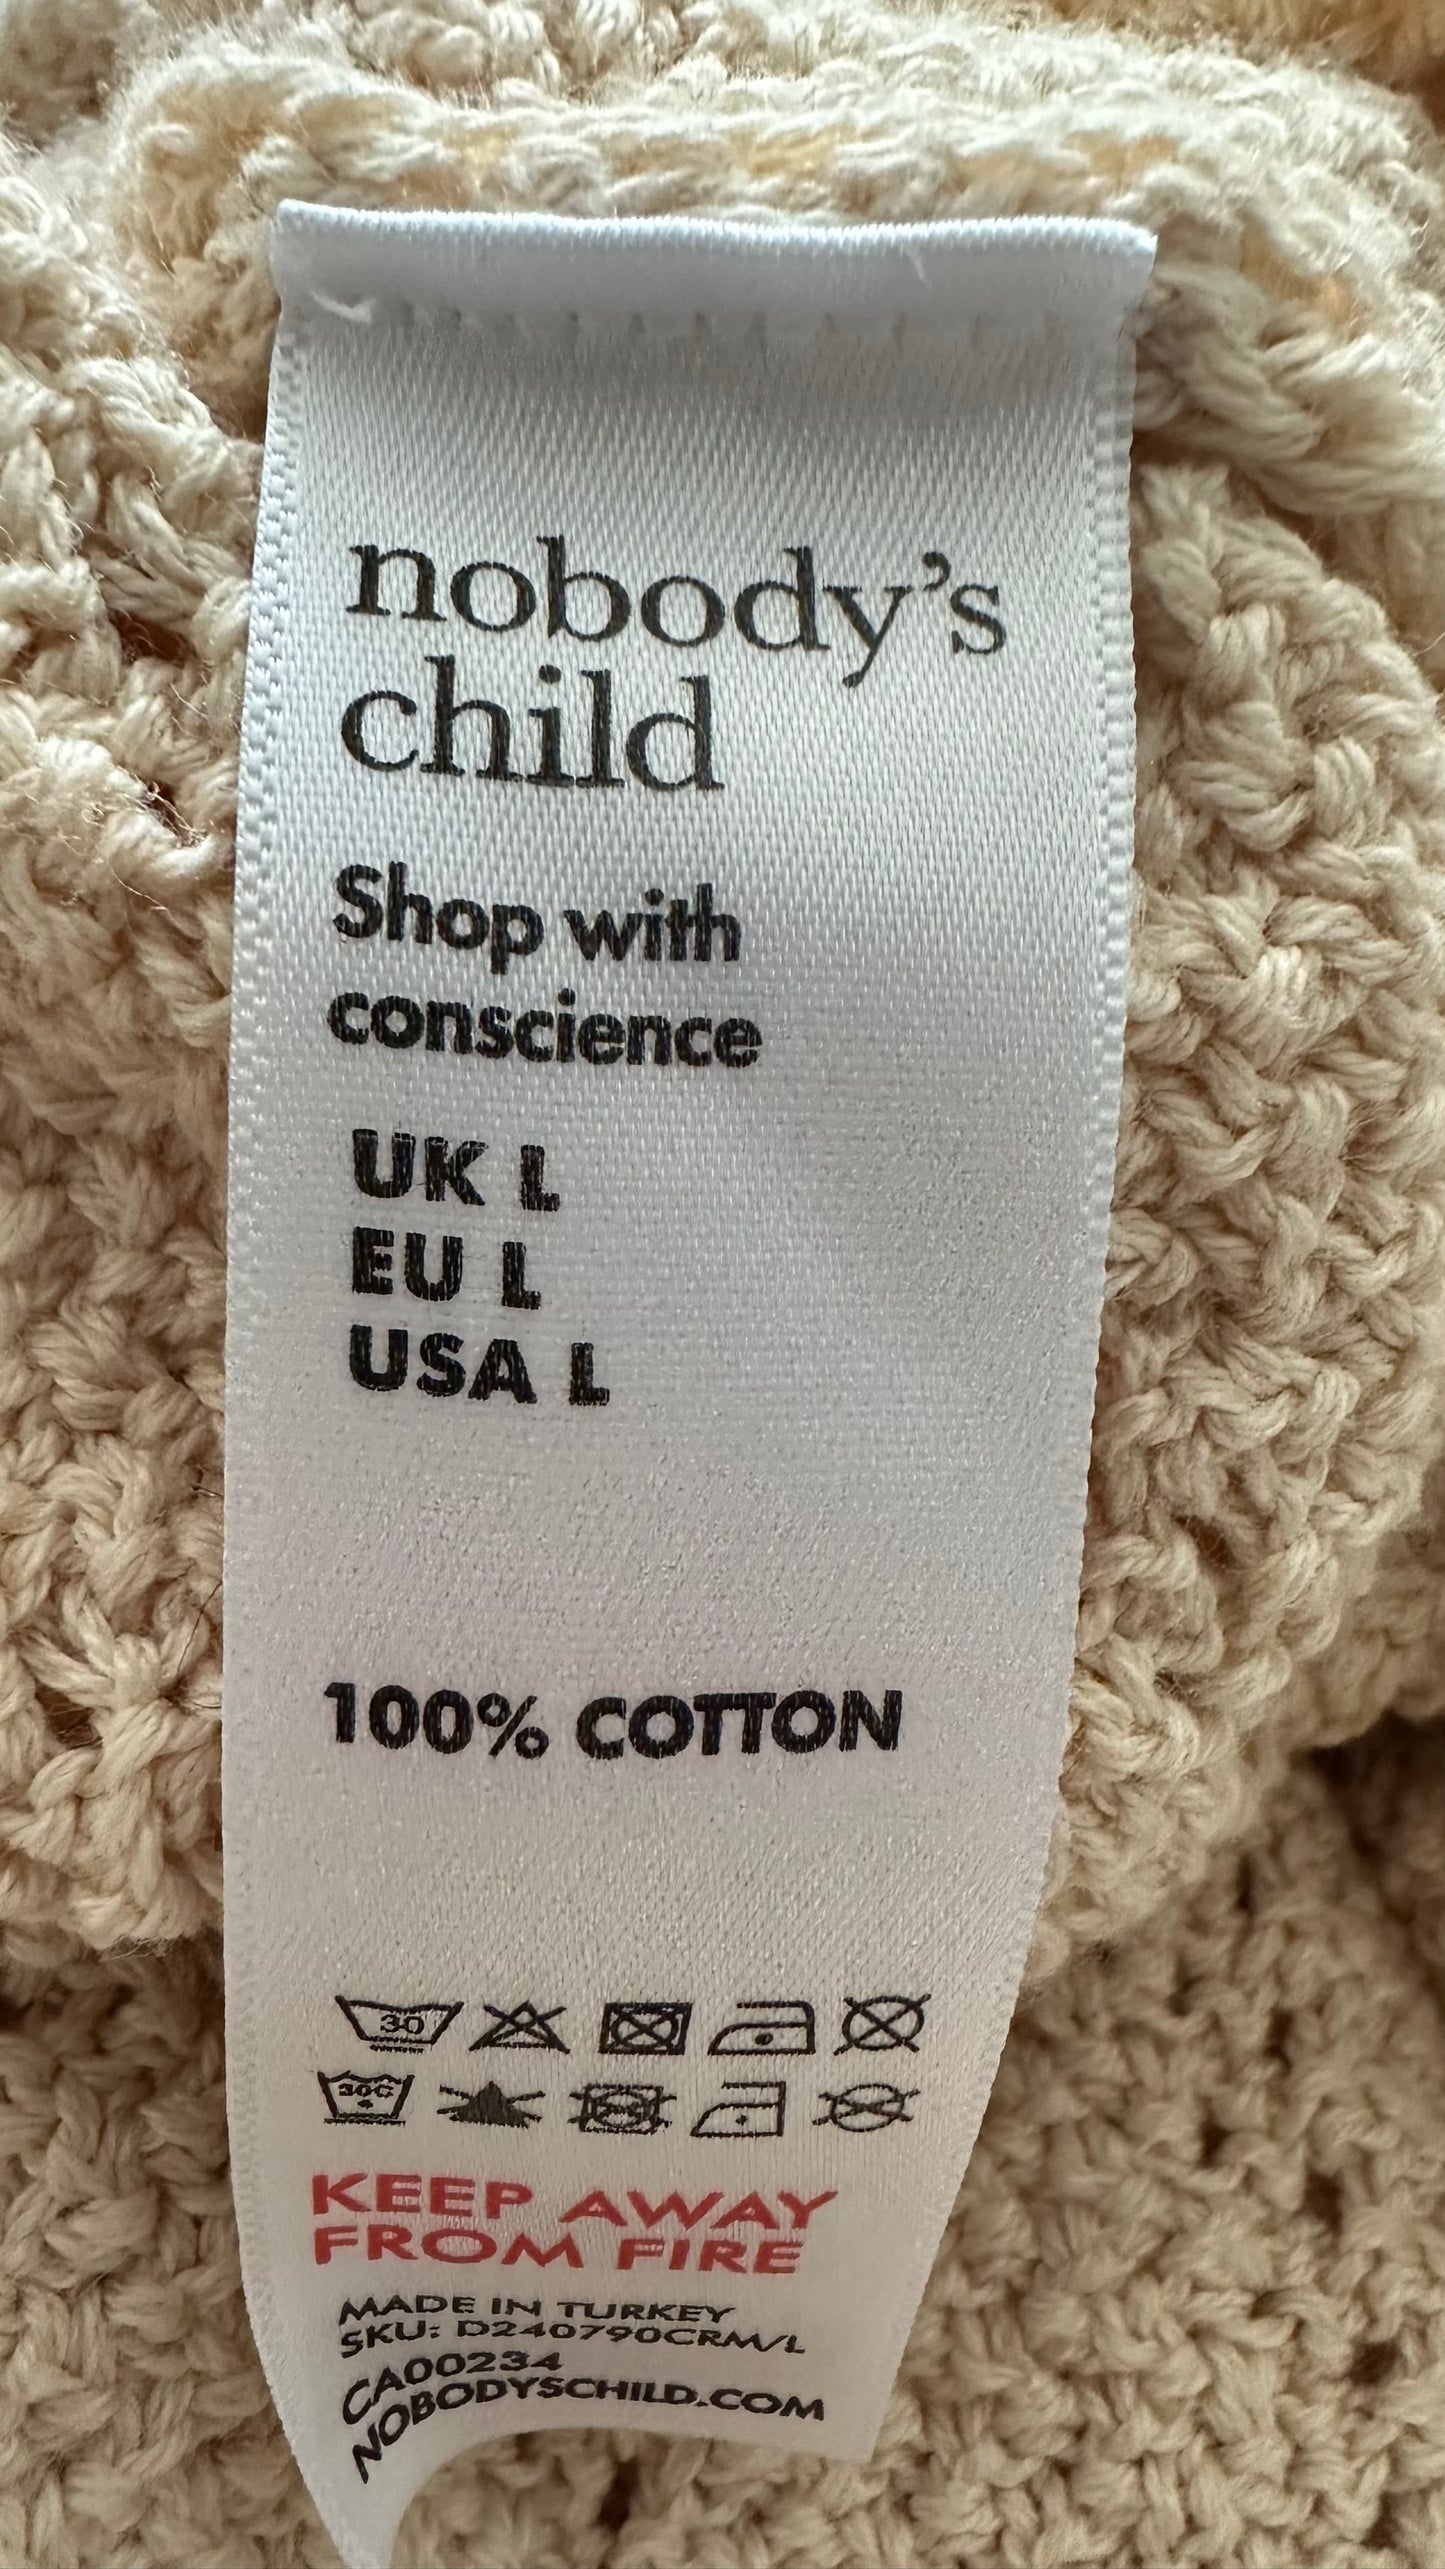 nobody’s
child
Shop with
conscience
UK L
EU L
USA L
100% COTTON
30
30C
KEEP AWAY
FROM FIRE
MADE IN TURKEY
SKU: D240790CRM/L
CA00234
NOBODYSCHILD.COM